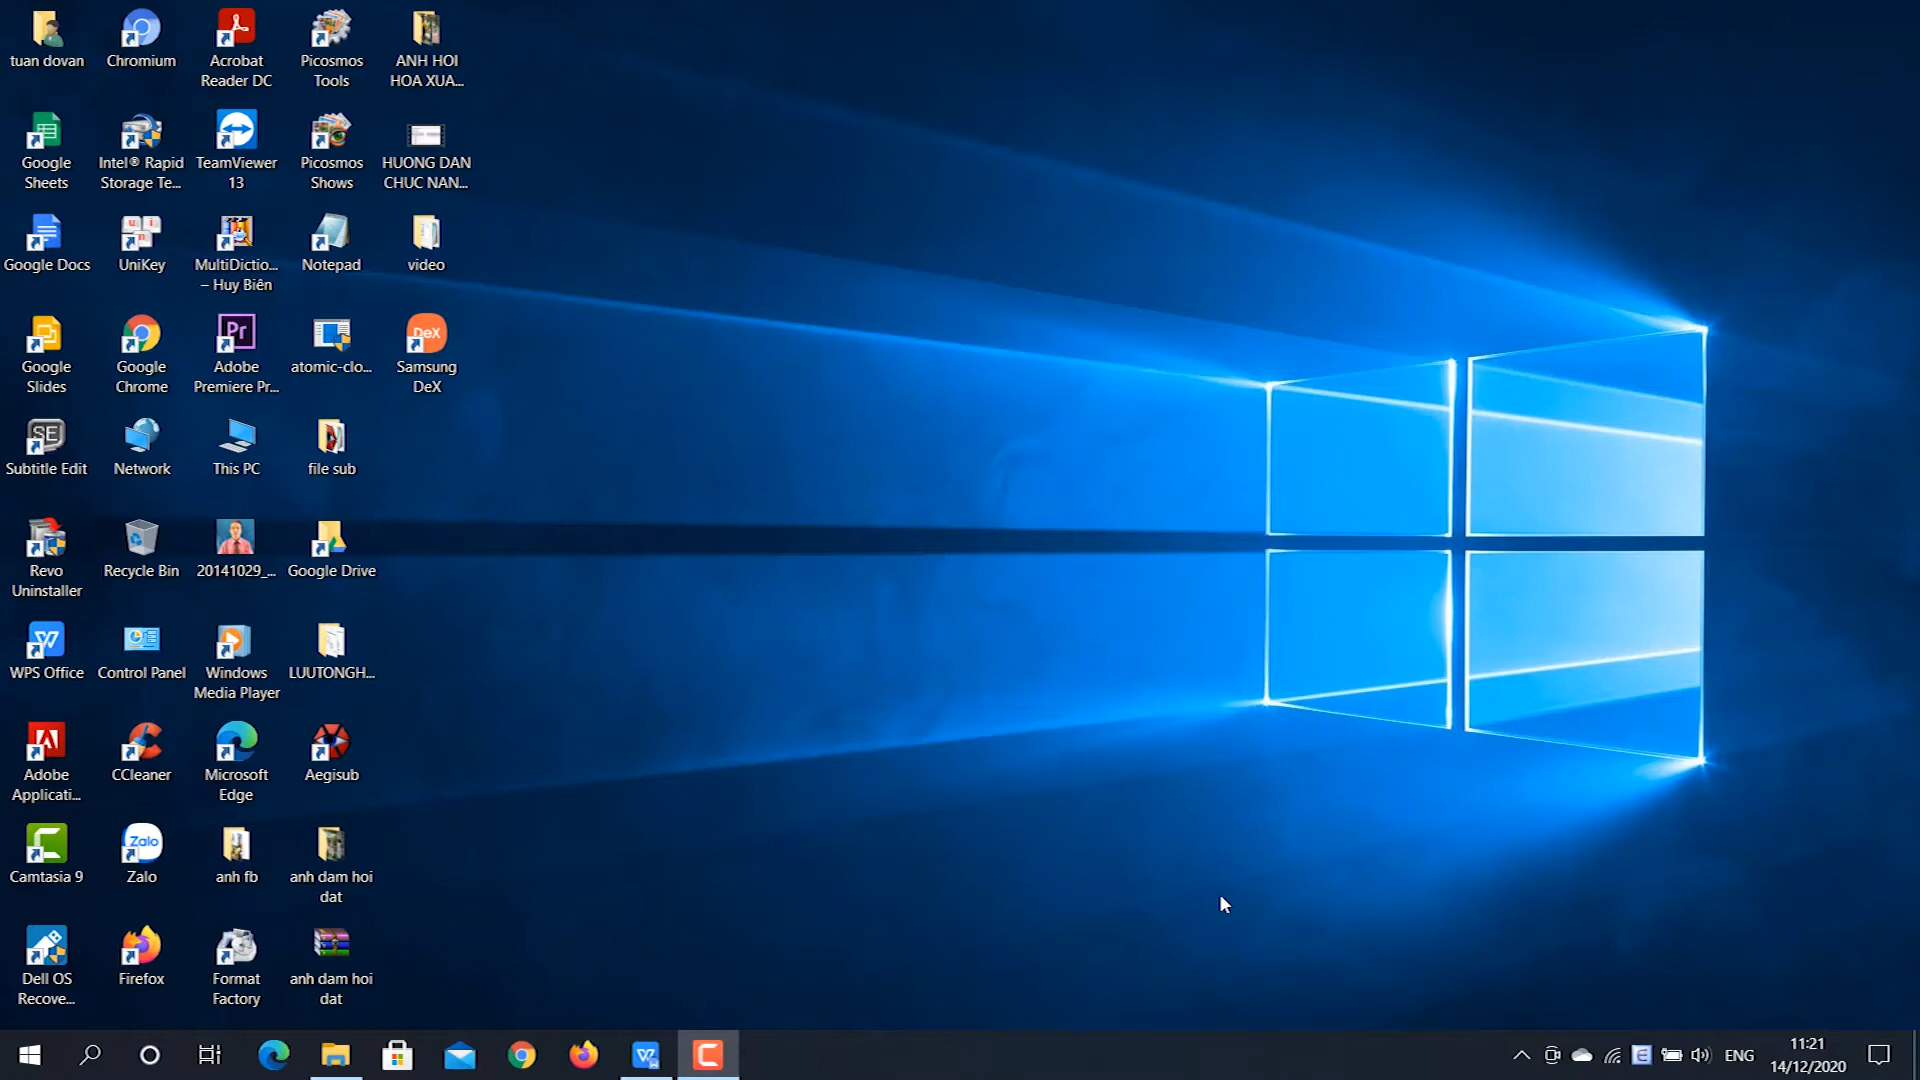 tuan dovan
Chromium
Acrobat
Reader DC
Picosmos
Tools
ANH HOI
HOA XUA...
Google
Sheets
Intel® Rapid
Storage Te...
TeamViewer
13
Picosmos
Shows
HUONG DAN
CHUC NAN...
Google Docs
UniKey
MultiDictio...
– Huy Biên
Notepad
video
Google
Slides
Google
Chrome
Pr
Adobe
Premiere Pr...
atomic-clo...
DeX
Samsung
DeX
SE
Subtitle Edit
Network
This PC
file sub
Revo
Uninstaller
Recycle Bin
20141029_...
Google Drive
WPS Office
Control Panel
Windows
Media Player
LUUTONGH...
Adobe
Applicati...
CCleaner
Microsoft
Edge
Aegisub
Camtasia 9
Zalo
Zalo
anh fb
anh dam hoi
dat
Dell OS
Recove...
Firefox
Format
Factory
anh dam hoi
dat
E
ENG
11:21
14/12/2020